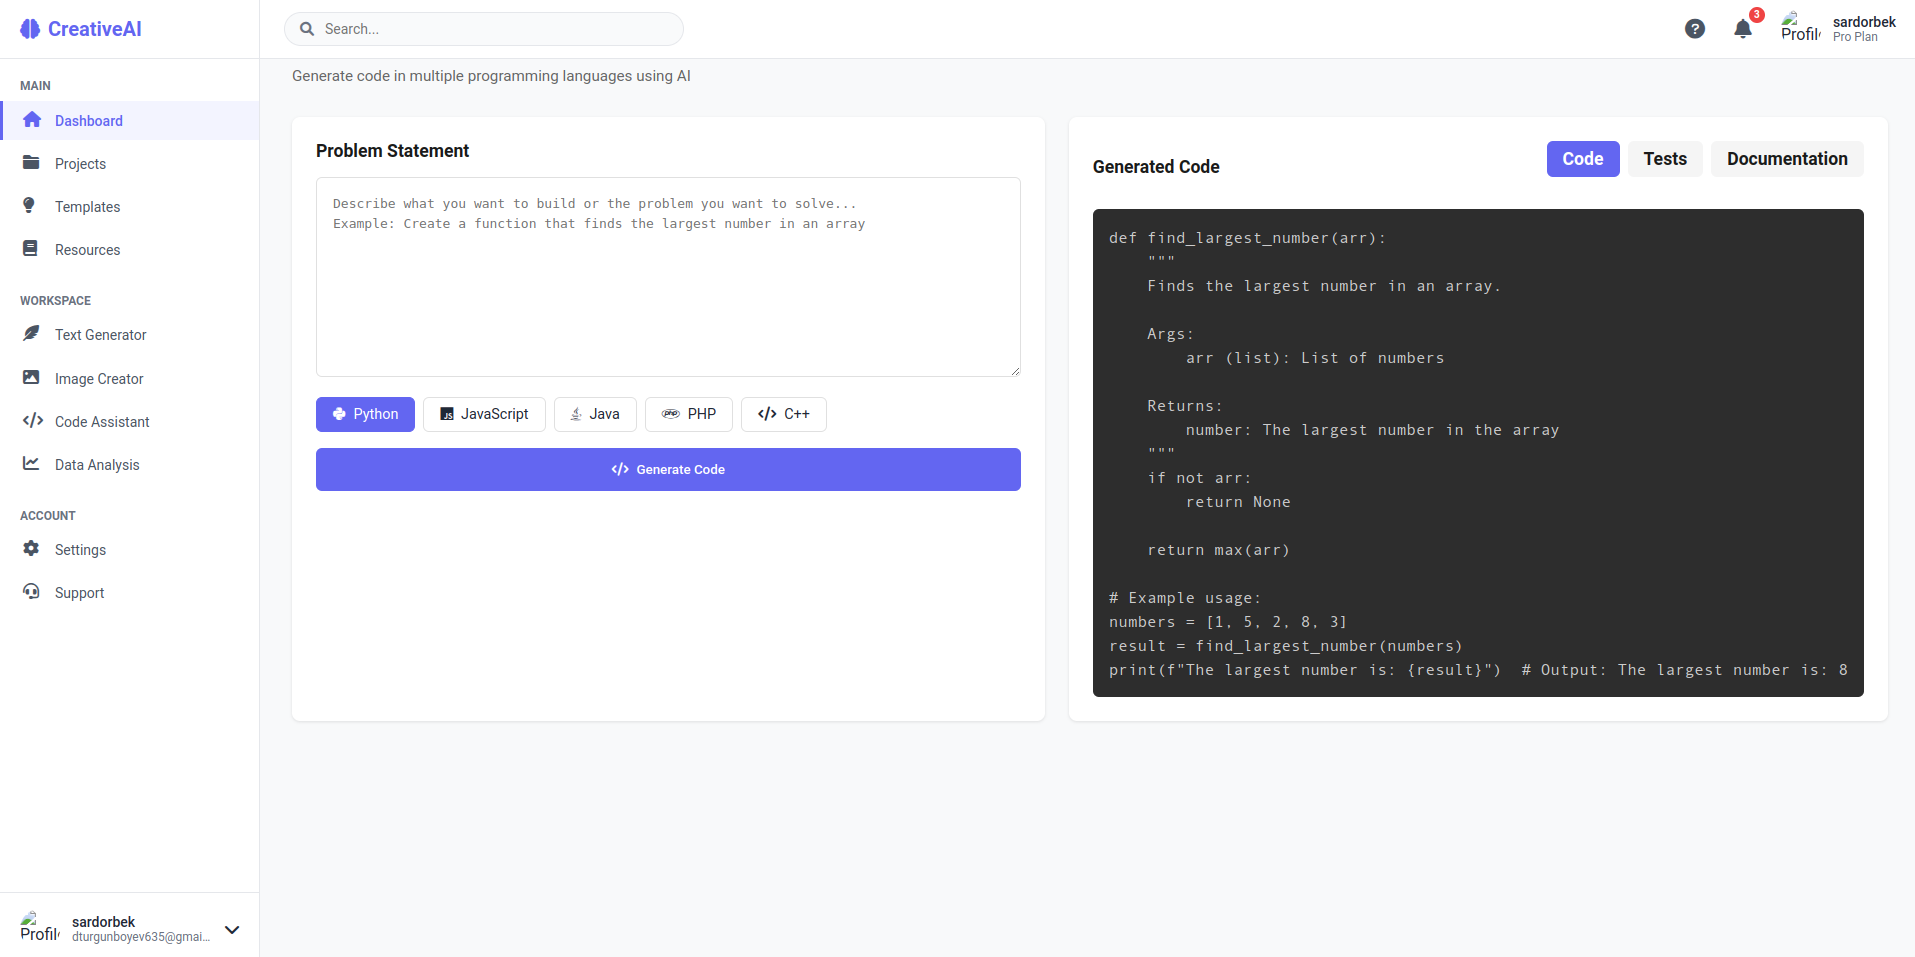 CreativeAI
Search...
3
sardorbek
Pro Plan
Profil
MAIN
Dashboard
Projects
Templates
Resources
WORKSPACE
Text Generator
Image Creator
Code Assistant
Data Analysis
ACCOUNT
Settings
Support
Profil
sardorbek
dturgunboyev635@gmai...
Generate code in multiple programming languages using AI
Problem Statement
Describe what you want to build or the problem you want to solve...
Example: Create a function that finds the largest number in an array
Python
JS JavaScript
Java
php PHP
</> C++
</> Generate Code
Generated Code
Code
Tests
Documentation
def find_largest_number(arr):
    """
    Finds the largest number in an array.

    Args:
        arr (list): List of numbers

    Returns:
        number: The largest number in the array
    """
    if not arr:
        return None

    return max(arr)

# Example usage:
numbers = [1, 5, 2, 8, 3]
result = find_largest_number(numbers)
print(f"The largest number is: {result}")  # Output: The largest number is: 8